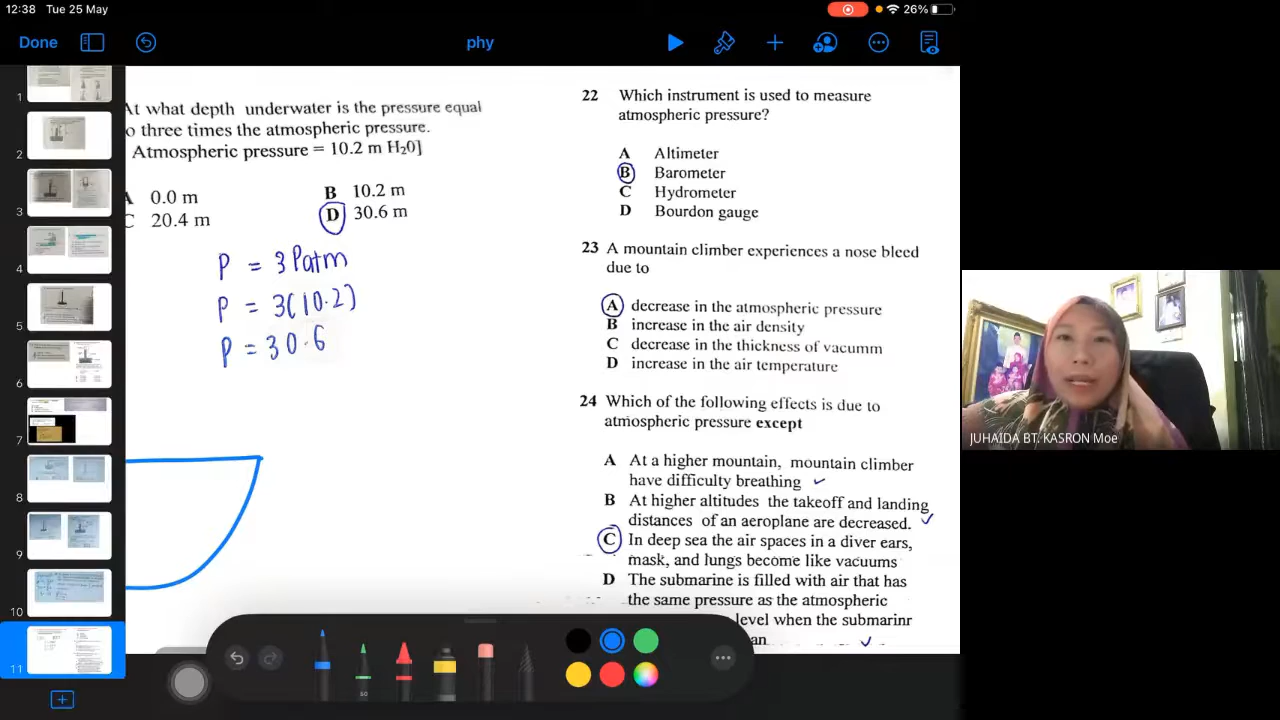 12:38 Tue 25 May
26%
Done
phy
1
2
3
4
5
6
7
8
9
10
11
At what depth underwater is the pressure equal
o three times the atmospheric pressure.
Atmospheric pressure = 10.2 m H₂0]
A 0.0 m
B 10.2 m
C 20.4 m
D 30.6 m
P = 3 Patm
P = 3(10.2)
P = 30.6
22 Which instrument is used to measure
atmospheric pressure?
A Altimeter
B Barometer
C Hydrometer
D Bourdon gauge
23 A mountain climber experiences a nose bleed
due to
A decrease in the atmospheric pressure
B increase in the air density
C decrease in the thickness of vacumm
D increase in the air temperature
24 Which of the following effects is due to
atmospheric pressure except
A At a higher mountain, mountain climber
have difficulty breathing
B At higher altitudes the takeoff and landing
distances of an aeroplane are decreased.
C In deep sea the air spaces in a diver ears,
mask, and lungs become like vacuums
D The submarine is filled with air that has
the same pressure as the atmospheric
level when the submarinr
an
JUHAIDA BT. KASRON Moe